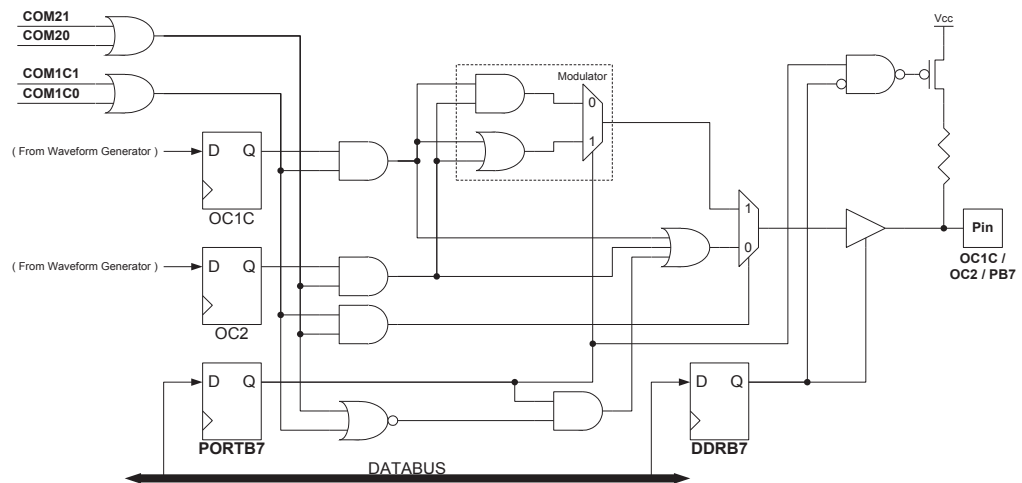 COM21
COM20
COM1C1
COM1C0
Vcc
Modulator
0
1
( From Waveform Generator )
D Q
OC1C
1
0
Pin
OC1C /
OC2 / PB7
( From Waveform Generator )
D Q
OC2
D Q
PORTB7
D Q
DDRB7
DATABUS